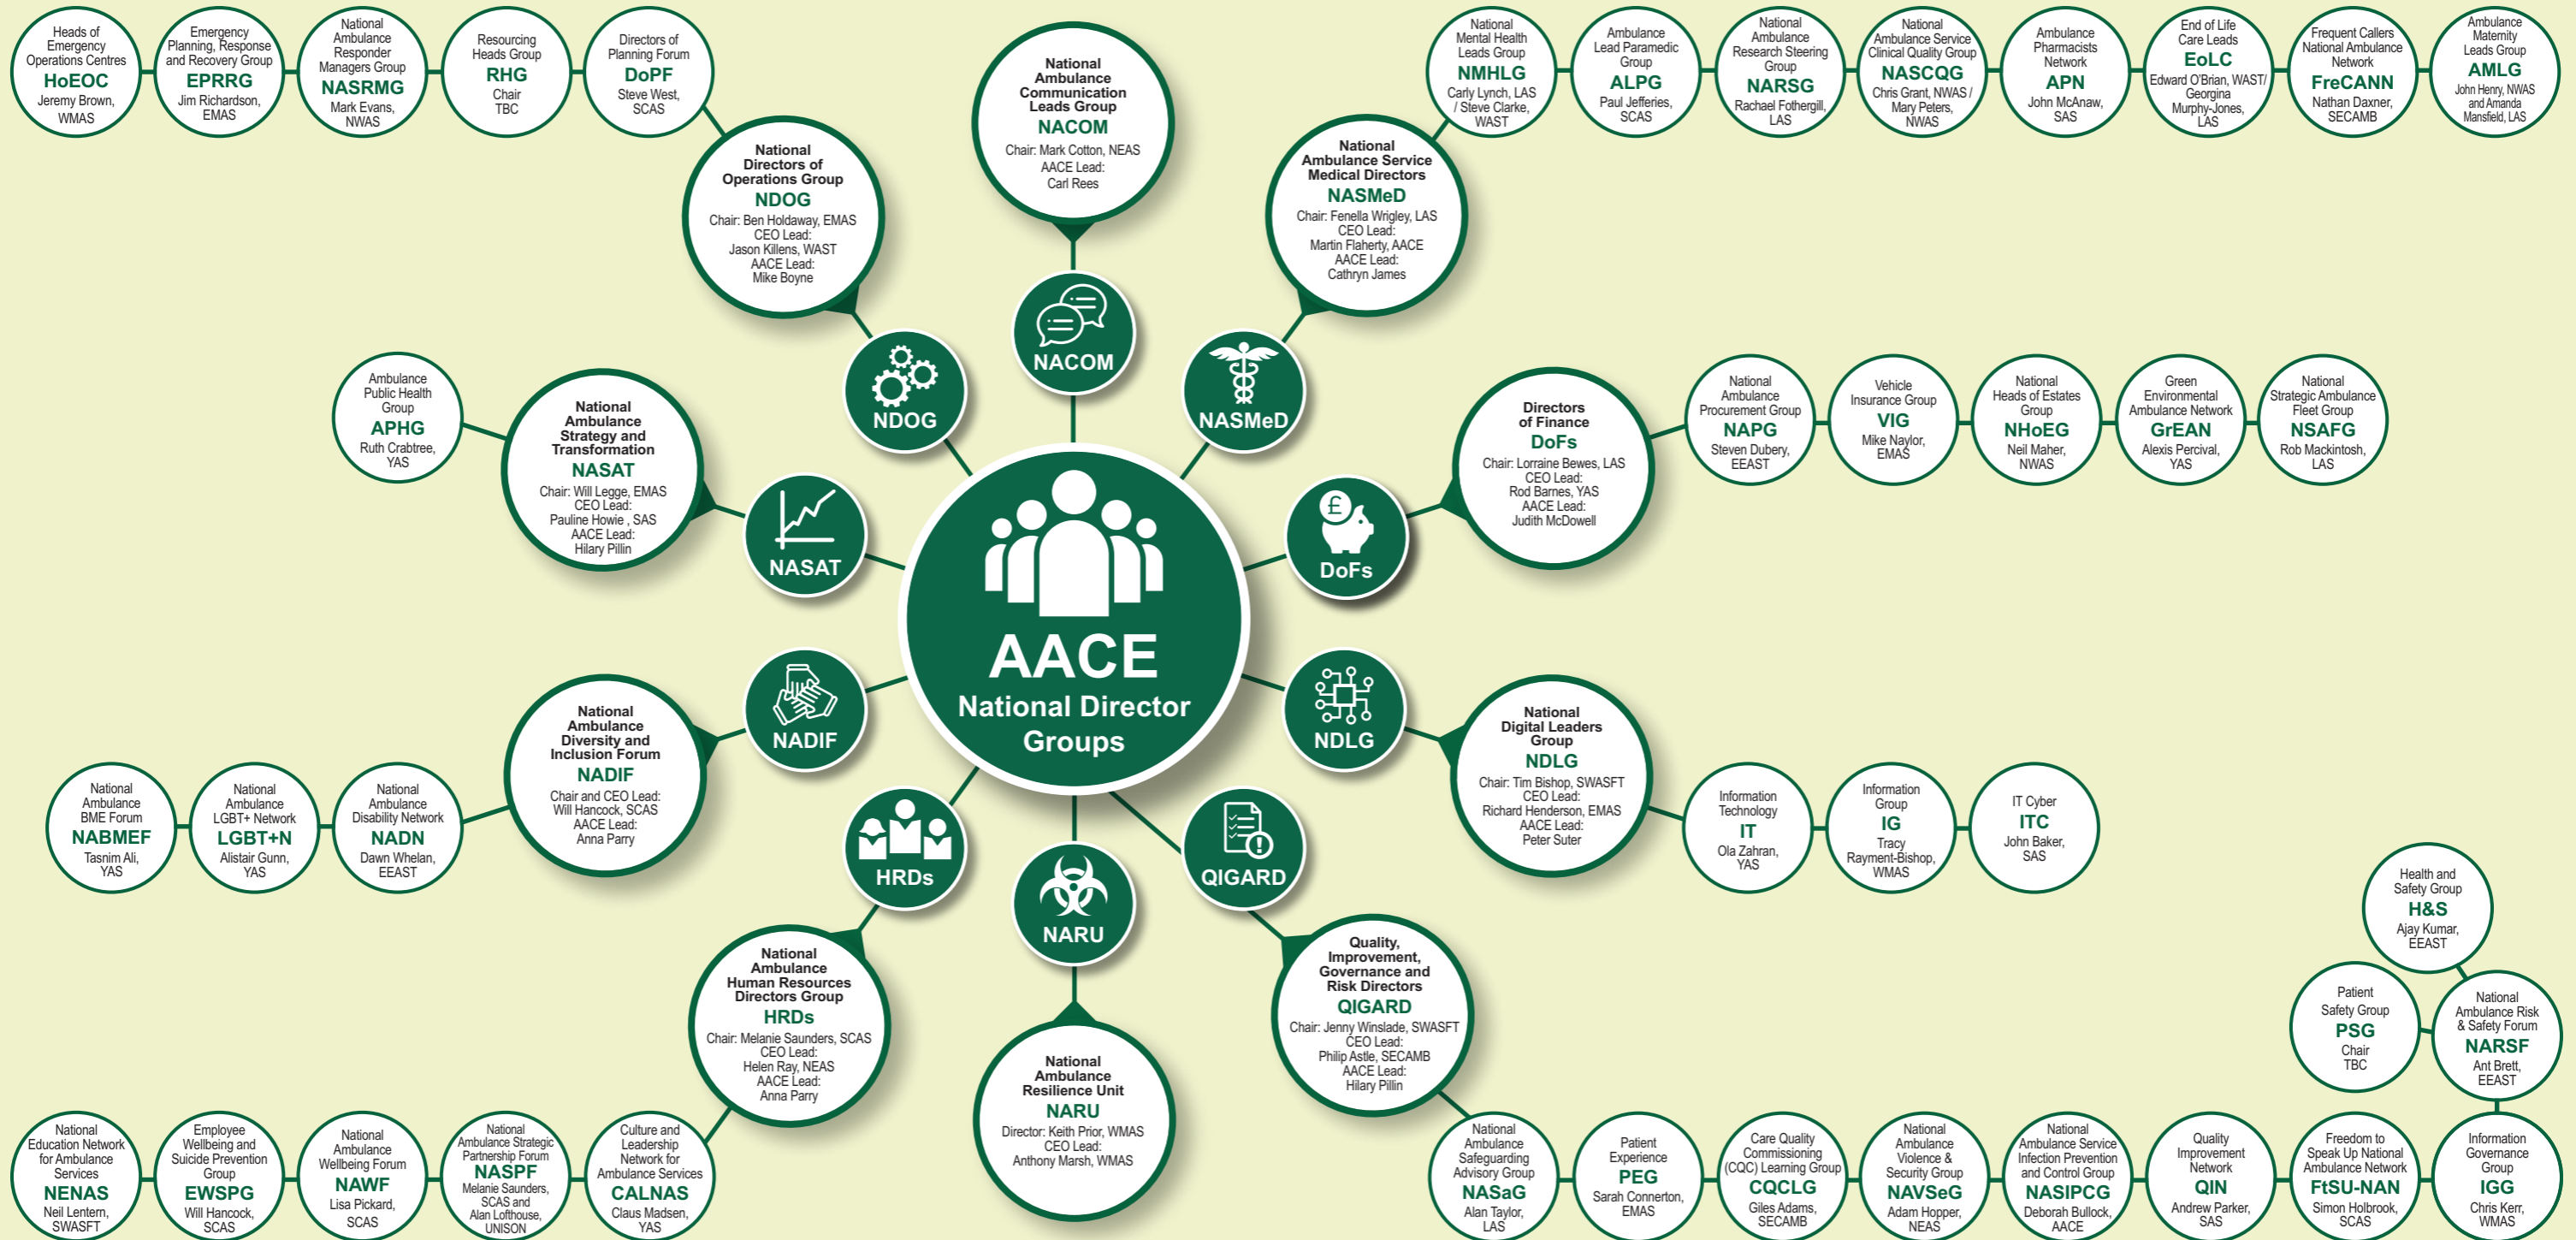 Heads of
Emergency
Operations Centres
HoEOC
Jeremy Brown,
WMAS
Emergency
Planning, Response
and Recovery Group
EPRRG
Jim Richardson,
EMAS
National
Ambulance
Responder
Managers Group
NASRMG
Mark Evans,
NWAS
Resourcing
Heads Group
RHG
Chair
TBC
Directors of
Planning Forum
DoPF
Steve West,
SCAS
National
Directors of
Operations Group
NDOG
Chair: Ben Holdaway, EMAS
CEO Lead:
Jason Killens, WAST
AACE Lead:
Mike Boyne
NDOG
National
Ambulance
Communication
Leads Group
NACOM
Chair: Mark Cotton, NEAS
AACE Lead:
Carl Rees
NACOM
National
Ambulance Service
Medical Directors
NASMeD
Chair: Fenella Wrigley, LAS
CEO Lead:
Martin Flaherty, AACE
AACE Lead:
Cathryn James
NASMeD
National
Mental Health
Leads Group
NMHLG
Carly Lynch, LAS
/ Steve Clarke,
WAST
Ambulance
Lead Paramedic
Group
ALPG
Paul Jefferies,
SCAS
National
Ambulance
Research Steering
Group
NARSG
Rachael Fothergill,
LAS
National
Ambulance Service
Clinical Quality Group
NASCQG
Chris Grant, NWAS /
Mary Peters,
NWAS
Ambulance
Pharmacists
Network
APN
John McAnaw,
SAS
End of Life
Care Leads
EoLC
Edward O'Brian, WAST/
Georgina
Murphy-Jones,
LAS
Frequent Callers
National Ambulance
Network
FreCANN
Nathan Daxner,
SECAMB
Ambulance
Maternity
Leads Group
AMLG
John Henry, NWAS
and Amanda
Mansfield, LAS
Ambulance
Public Health
Group
APHG
Ruth Crabtree,
YAS
National
Ambulance
Strategy and
Transformation
NASAT
Chair: Will Legge, EMAS
CEO Lead:
Pauline Howie , SAS
AACE Lead:
Hilary Pillin
NASAT
Directors
of Finance
DoFs
Chair: Lorraine Bewes, LAS
CEO Lead:
Rod Barnes, YAS
AACE Lead:
Judith McDowell
£
DoFs
National
Ambulance
Procurement Group
NAPG
Steven Dubery,
EEAST
Vehicle
Insurance Group
VIG
Mike Naylor,
EMAS
National
Heads of Estates
Group
NHoEG
Neil Maher,
NWAS
Green
Environmental
Ambulance Network
GrEAN
Alexis Percival,
YAS
National
Strategic Ambulance
Fleet Group
NSAFG
Rob Mackintosh,
LAS
AACE
National Director
Groups
National
Ambulance
BME Forum
NABMEF
Tasnim Ali,
YAS
National
Ambulance
LGBT+ Network
LGBT+N
Alistair Gunn,
YAS
National
Ambulance
Disability Network
NADN
Dawn Whelan,
EEAST
National
Ambulance
Diversity and
Inclusion Forum
NADIF
Chair and CEO Lead:
Will Hancock, SCAS
AACE Lead:
Anna Parry
NADIF
NDLG
National
Digital Leaders
Group
NDLG
Chair: Tim Bishop, SWASFT
CEO Lead:
Richard Henderson, EMAS
AACE Lead:
Peter Suter
Information
Technology
IT
Ola Zahran,
YAS
Information
Group
IG
Tracy
Rayment-Bishop,
WMAS
IT Cyber
ITC
John Baker,
SAS
HRDs
National
Ambulance
Human Resources
Directors Group
HRDs
Chair: Melanie Saunders, SCAS
CEO Lead:
Helen Ray, NEAS
AACE Lead:
Anna Parry
National
Education Network
for Ambulance
Services
NENAS
Neil Lentern,
SWASFT
Employee
Wellbeing and
Suicide Prevention
Group
EWSPG
Will Hancock,
SCAS
National
Ambulance
Wellbeing Forum
NAWF
Lisa Pickard,
SCAS
National
Ambulance Strategic
Partnership Forum
NASPF
Melanie Saunders,
SCAS and
Alan Lofthouse,
UNISON
Culture and
Leadership
Network for
Ambulance Services
CALNAS
Claus Madsen,
YAS
NARU
National
Ambulance
Resilience Unit
NARU
Director: Keith Prior, WMAS
CEO Lead:
Anthony Marsh, WMAS
!
QIGARD
Quality,
Improvement,
Governance and
Risk Directors
QIGARD
Chair: Jenny Winslade, SWASFT
CEO Lead:
Philip Astle, SECAMB
AACE Lead:
Hilary Pillin
National
Ambulance
Safeguarding
Advisory Group
NASaG
Alan Taylor,
LAS
Patient
Experience
PEG
Sarah Connerton,
EMAS
Care Quality
Commissioning
(CQC) Learning Group
CQCLG
Giles Adams,
SECAMB
National
Ambulance
Violence &
Security Group
NAVSeG
Adam Hopper,
NEAS
National
Ambulance Service
Infection Prevention
and Control Group
NASIPCG
Deborah Bullock,
AACE
Quality
Improvement
Network
QIN
Andrew Parker,
SAS
Freedom to
Speak Up National
Ambulance Network
FtSU-NAN
Simon Holbrook,
SCAS
Information
Governance
Group
IGG
Chris Kerr,
WMAS
National
Ambulance Risk
& Safety Forum
NARSF
Ant Brett,
EEAST
Patient
Safety Group
PSG
Chair
TBC
Health and
Safety Group
H&S
Ajay Kumar,
EEAST